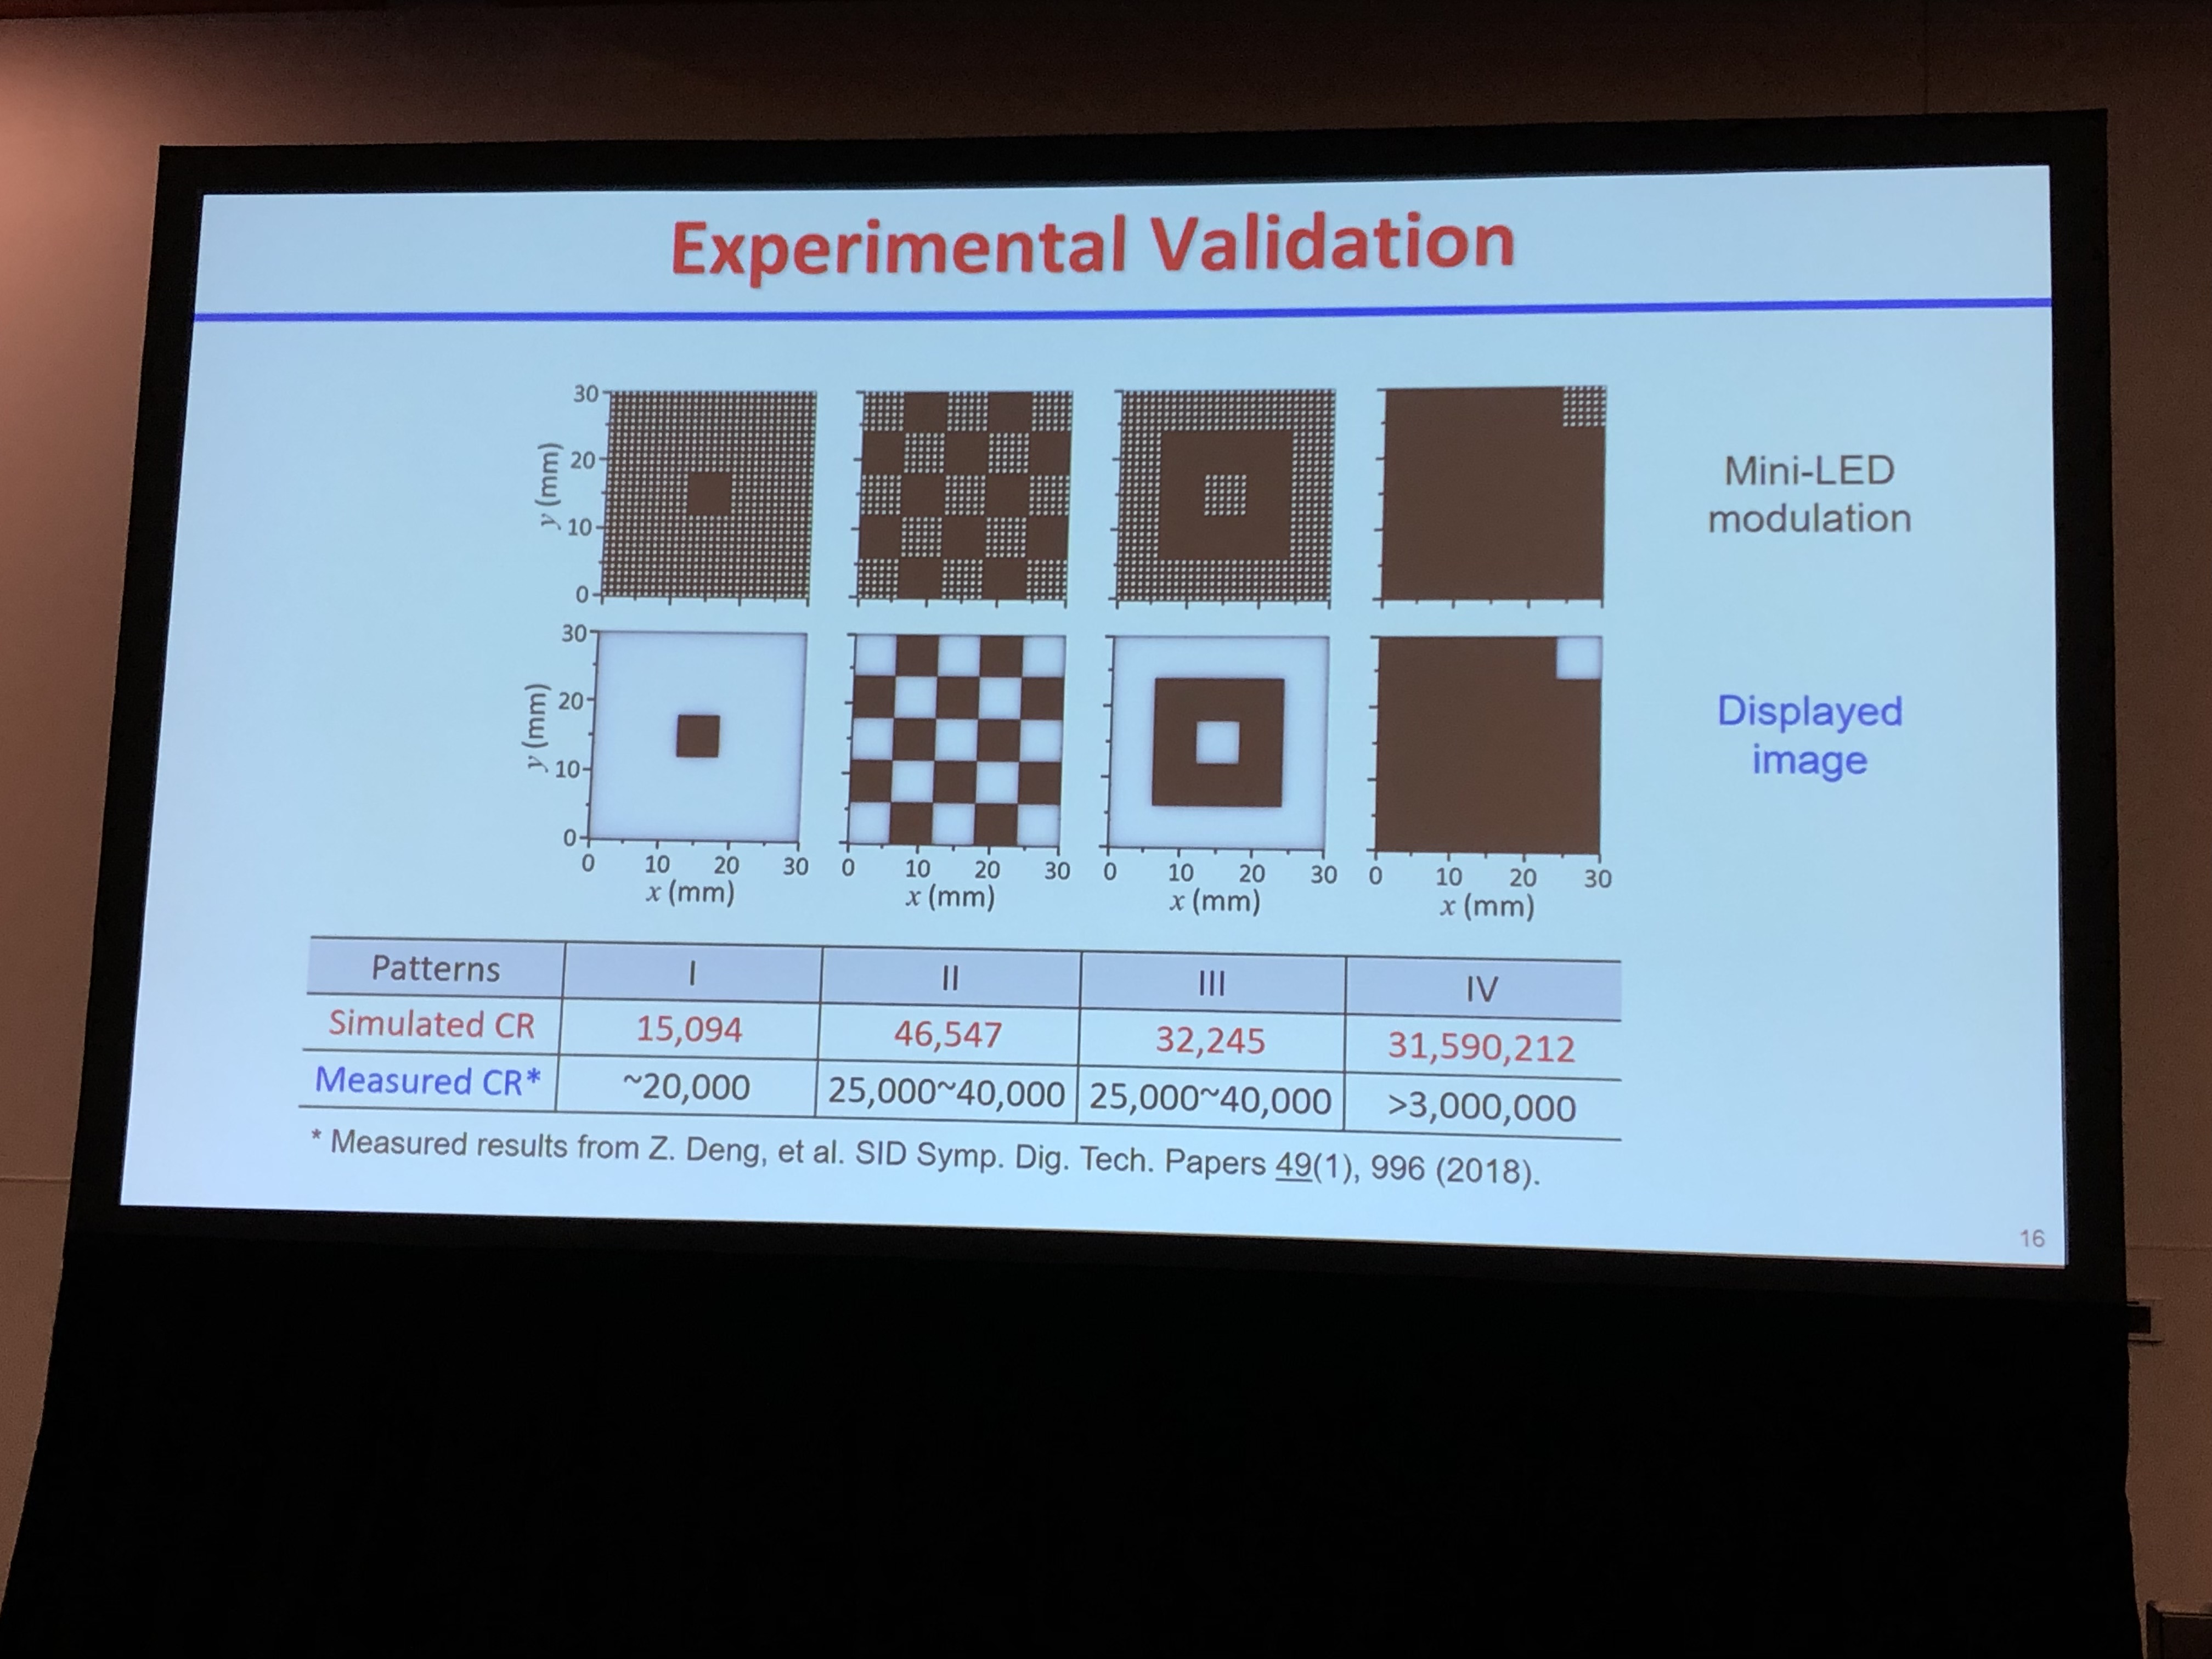 Experimental Validation
30
20
10
0
y (mm)
Mini-LED
modulation
30
20
10
0
y (mm)
Displayed
image
0 10 20 30 0 10 20 30 0 10 20 30 0 10 20 30
x (mm) x (mm) x (mm) x (mm)
Patterns I II III IV
Simulated CR 15,094 46,547 32,245 31,590,212
Measured CR* ~20,000 25,000~40,000 25,000~40,000 >3,000,000
* Measured results from Z. Deng, et al. SID Symp. Dig. Tech. Papers 49(1), 996 (2018).
16